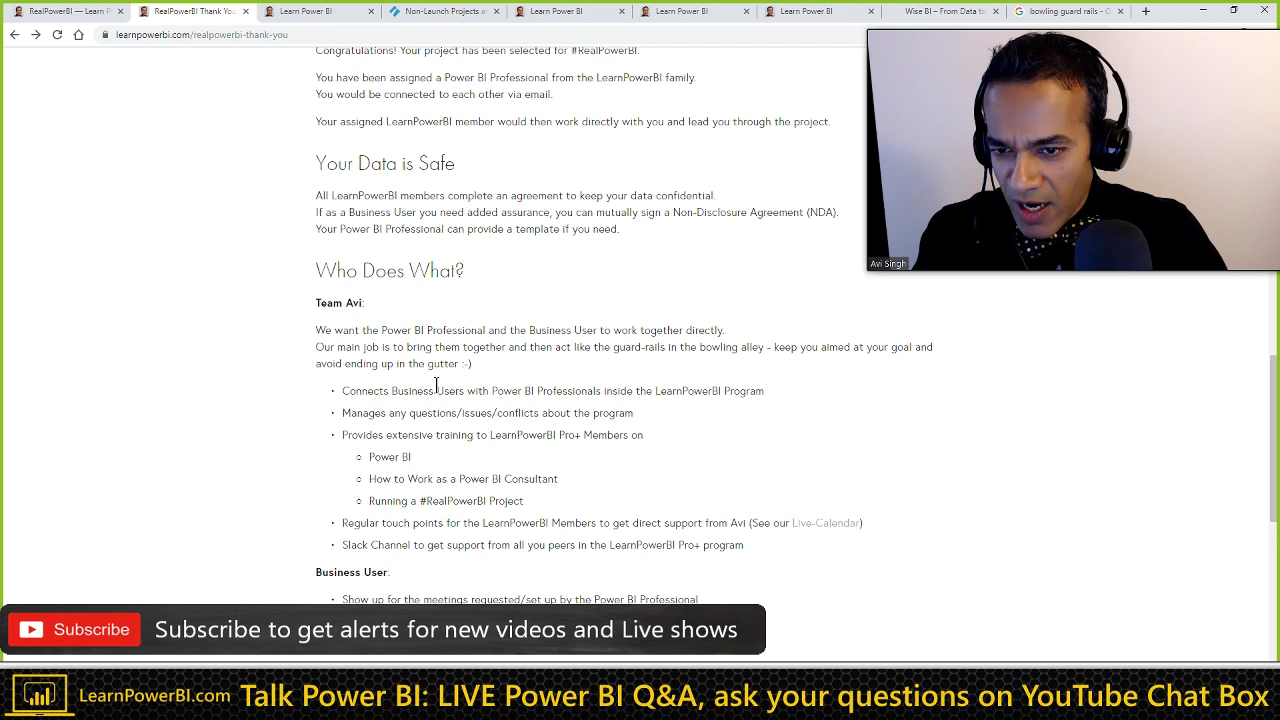 RealPowerBI — Learn P
RealPowerBI Thank You
Learn Power BI
Non-Launch Projects a
Learn Power BI
Learn Power BI
Learn Power BI
Wise BI – From Data to
bowling guard rails - G
learnpowerbi.com/realpowerbi-thank-you
Congratulations! Your project has been selected for #RealPowerBI.
You have been assigned a Power BI Professional from the LearnPowerBI family.
You would be connected to each other via email.
Your assigned LearnPowerBI member would then work directly with you and lead you through the project.
Your Data is Safe
All LearnPowerBI members complete an agreement to keep your data confidential.
If as a Business User you need added assurance, you can mutually sign a Non-Disclosure Agreement (NDA).
Your Power BI Professional can provide a template if you need.
Avi Singh
Who Does What?
Team Avi:
We want the Power BI Professional and the Business User to work together directly.
Our main job is to bring them together and then act like the guard-rails in the bowling alley - keep you aimed at your goal and
avoid ending up in the gutter :-)
• Connects Business Users with Power BI Professionals inside the LearnPowerBI Program
• Manages any questions/issues/conflicts about the program
• Provides extensive training to LearnPowerBI Pro+ Members on
○ Power BI
○ How to Work as a Power BI Consultant
○ Running a #RealPowerBI Project
• Regular touch points for the LearnPowerBI Members to get direct support from Avi (See our Live-Calendar)
• Slack Channel to get support from all you peers in the LearnPowerBI Pro+ program
Business User:
• Show up for the meetings requested/set up by the Power BI Professional
Subscribe
Subscribe to get alerts for new videos and Live shows
LearnPowerBI.com
Talk Power BI: LIVE Power BI Q&A, ask your questions on YouTube Chat Box